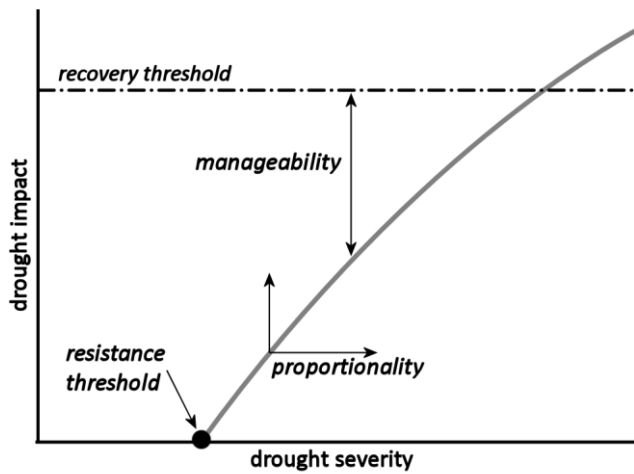 recovery threshold
manageability
drought impact
resistance
threshold
proportionality
drought severity